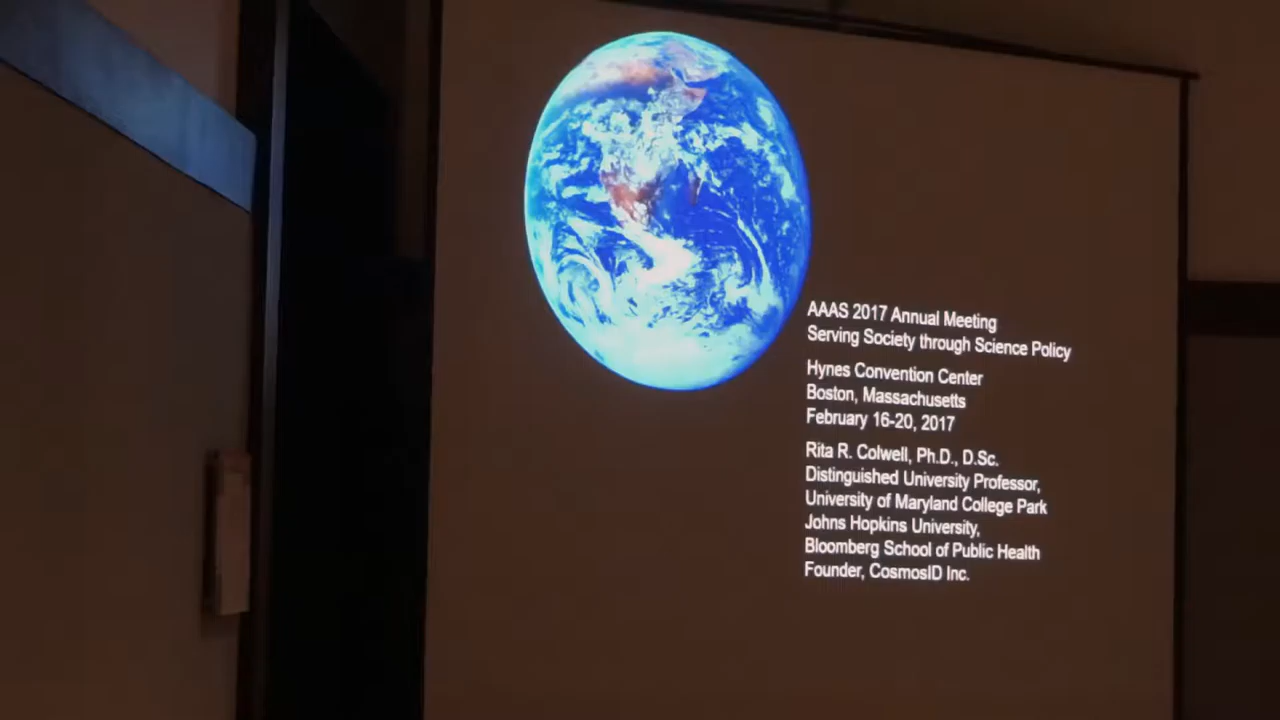 AAAS 2017 Annual Meeting
Serving Society through Science Policy
Hynes Convention Center
Boston, Massachusetts
February 16-20, 2017
Rita R. Colwell, Ph.D., D.Sc.
Distinguished University Professor,
University of Maryland College Park
Johns Hopkins University,
Bloomberg School of Public Health
Founder, CosmosID Inc.